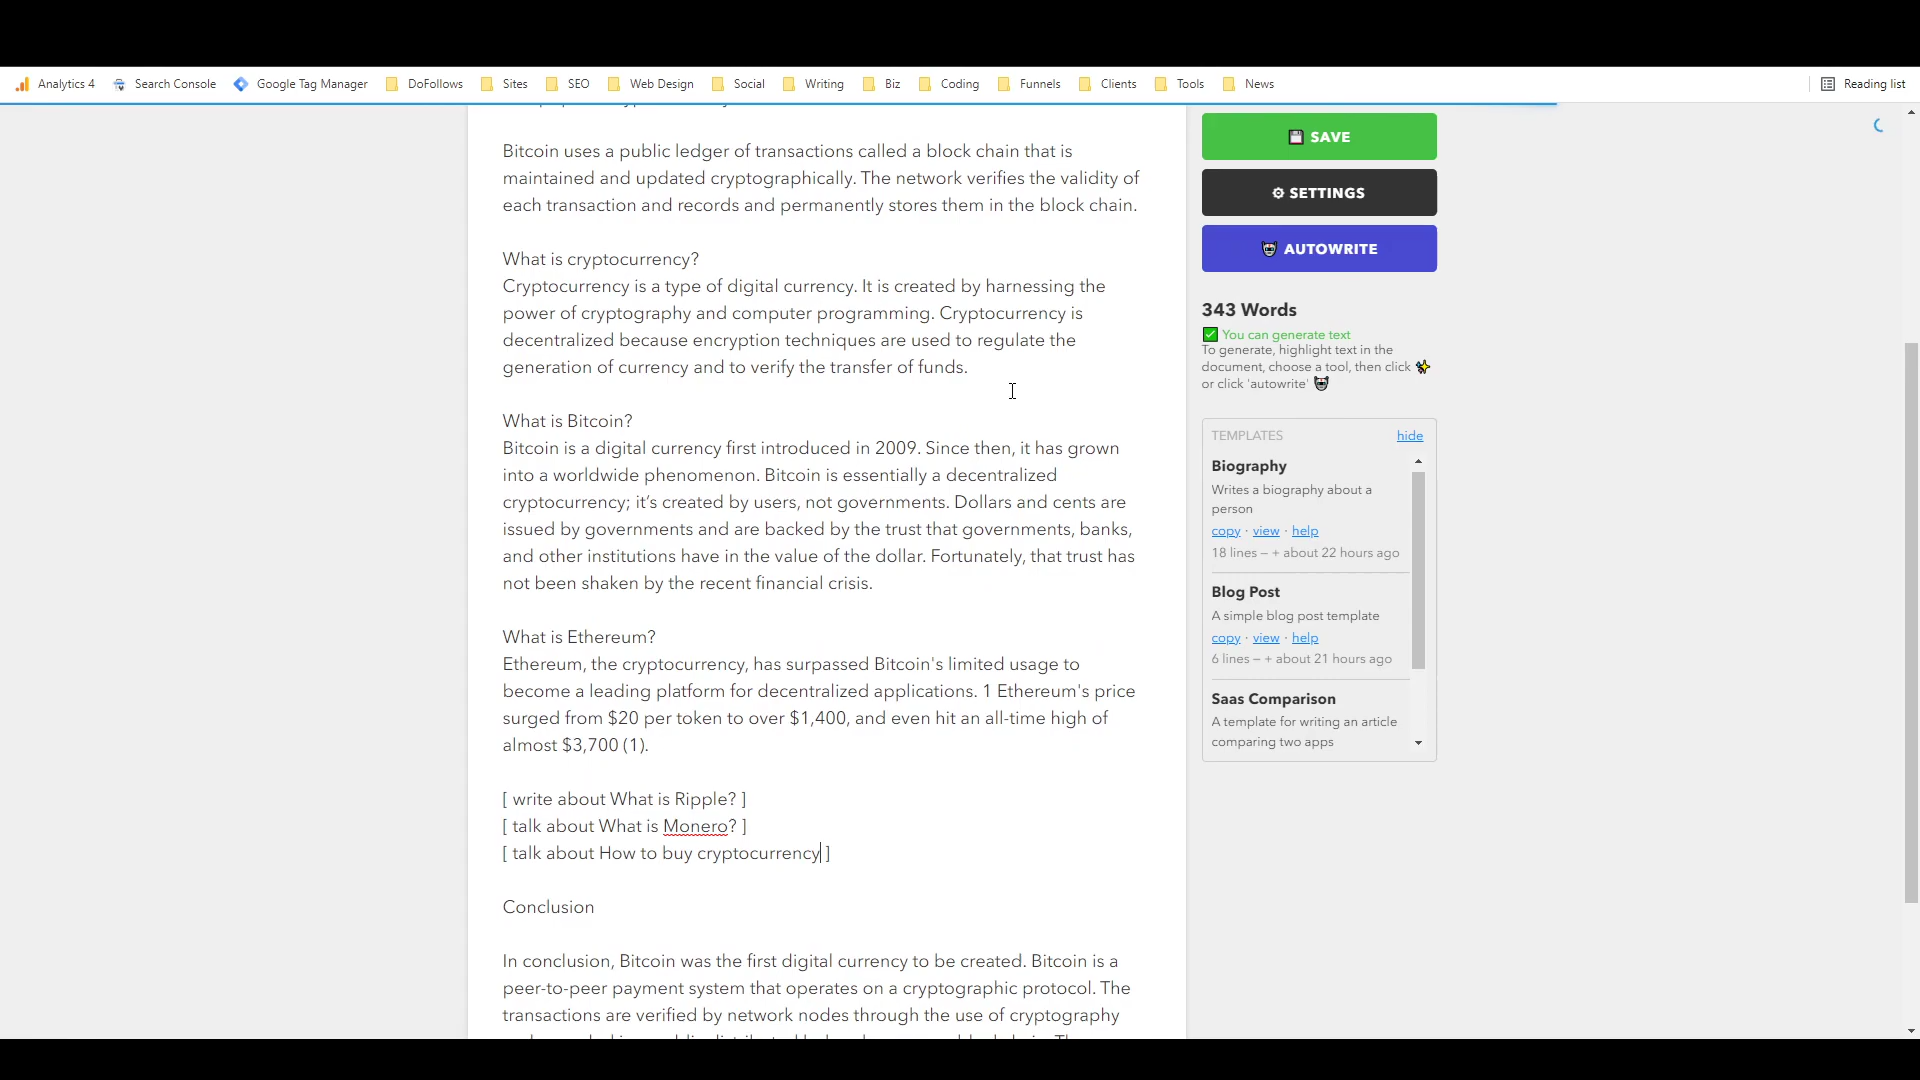 Analytics 4 Search Console Google Tag Manager DoFollows Sites SEO Web Design Social Writing Biz Coding Funnels Clients Tools News Reading list
Bitcoin uses a public ledger of transactions called a block chain that is
maintained and updated cryptographically. The network verifies the validity of
each transaction and records and permanently stores them in the block chain.
What is cryptocurrency?
Cryptocurrency is a type of digital currency. It is created by harnessing the
power of cryptography and computer programming. Cryptocurrency is
decentralized because encryption techniques are used to regulate the
generation of currency and to verify the transfer of funds.
What is Bitcoin?
Bitcoin is a digital currency first introduced in 2009. Since then, it has grown
into a worldwide phenomenon. Bitcoin is essentially a decentralized
cryptocurrency; it’s created by users, not governments. Dollars and cents are
issued by governments and are backed by the trust that governments, banks,
and other institutions have in the value of the dollar. Fortunately, that trust has
not been shaken by the recent financial crisis.
What is Ethereum?
Ethereum, the cryptocurrency, has surpassed Bitcoin's limited usage to
become a leading platform for decentralized applications. 1 Ethereum's price
surged from $20 per token to over $1,400, and even hit an all-time high of
almost $3,700 (1).
[ write about What is Ripple? ]
[ talk about What is Monero? ]
[ talk about How to buy cryptocurrency ]
Conclusion
In conclusion, Bitcoin was the first digital currency to be created. Bitcoin is a
peer-to-peer payment system that operates on a cryptographic protocol. The
transactions are verified by network nodes through the use of cryptography
SAVE
SETTINGS
AUTOWRITE
343 Words
You can generate text
To generate, highlight text in the
document, choose a tool, then click
or click 'autowrite'
TEMPLATES hide
Biography
Writes a biography about a
person
copy · view · help
18 lines – + about 22 hours ago
Blog Post
A simple blog post template
copy · view · help
6 lines – + about 21 hours ago
Saas Comparison
A template for writing an article
comparing two apps